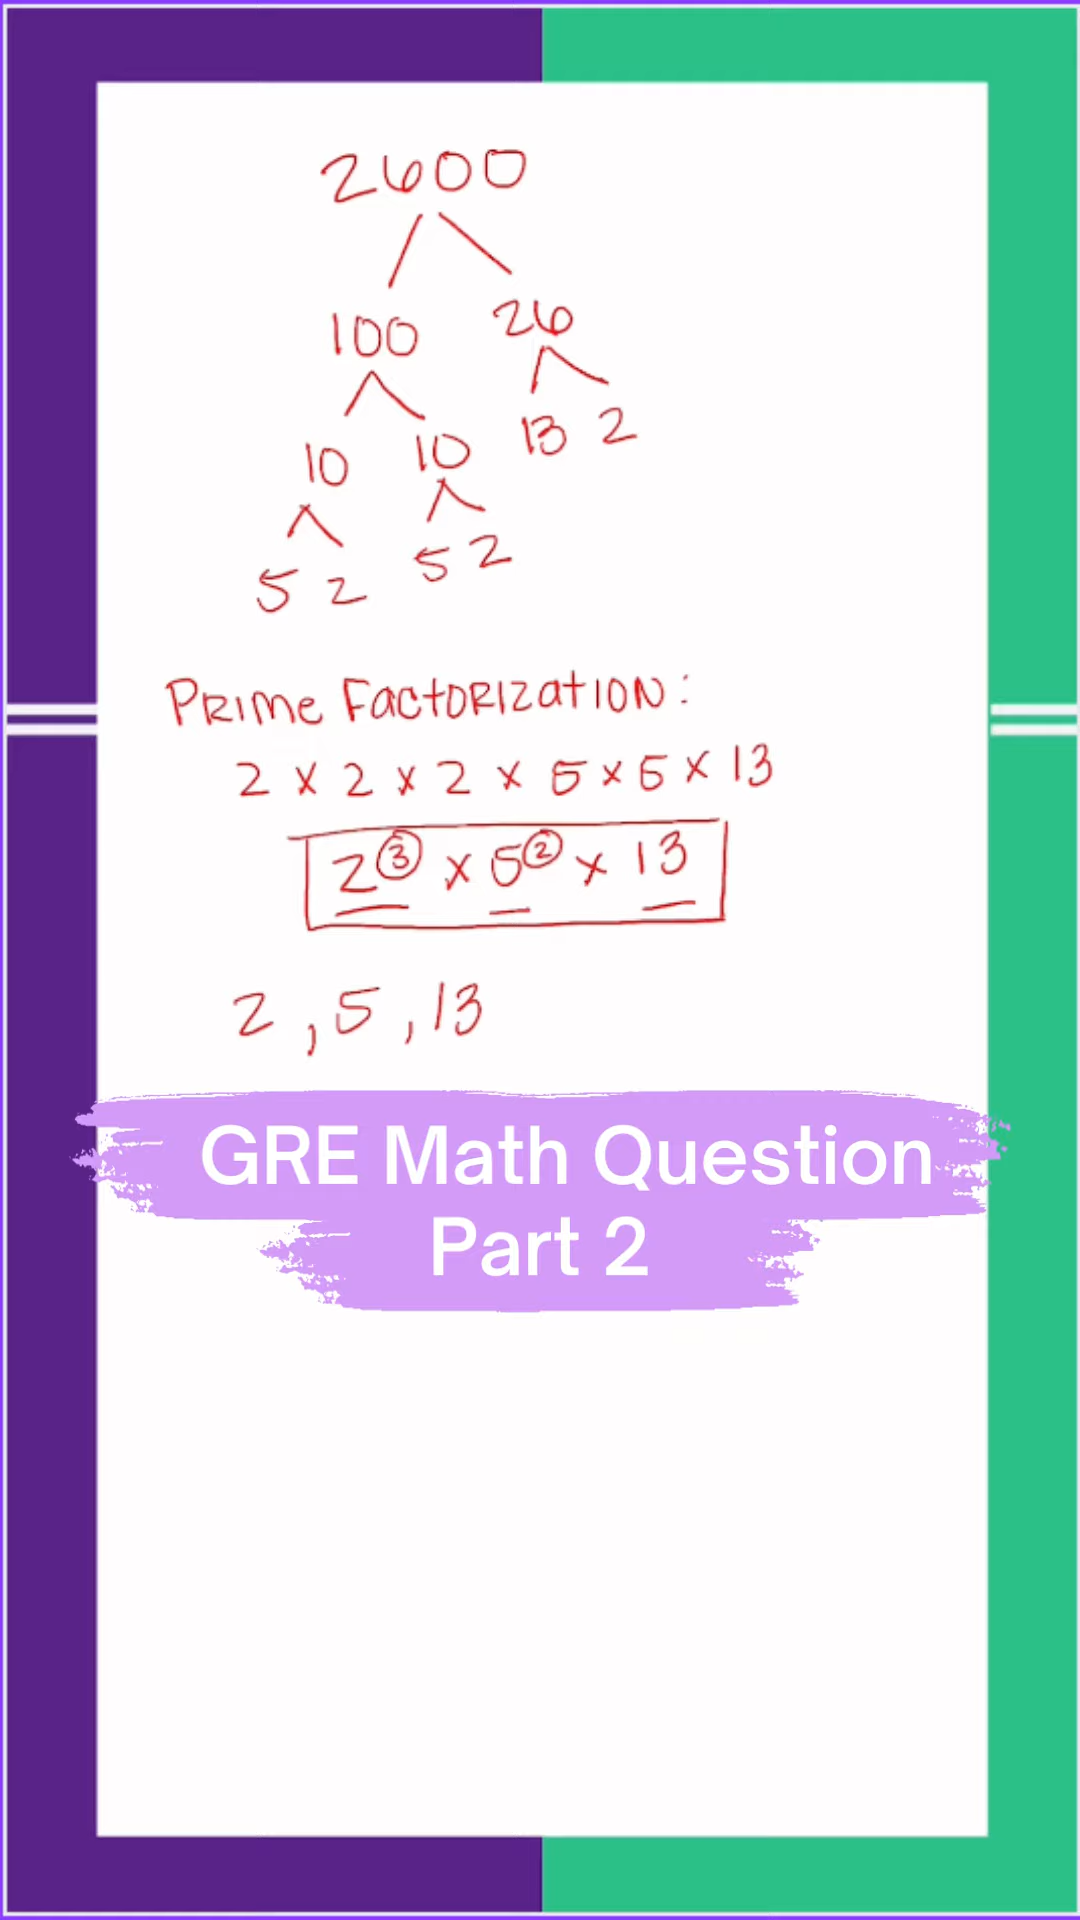 2600
100 26
10 10 13 2
5 2 5 2
Prime Factorization:
2 x 2 x 2 x 5 x 5 x 13
2³ x 5² x 13
2, 5, 13
GRE Math Question
Part 2